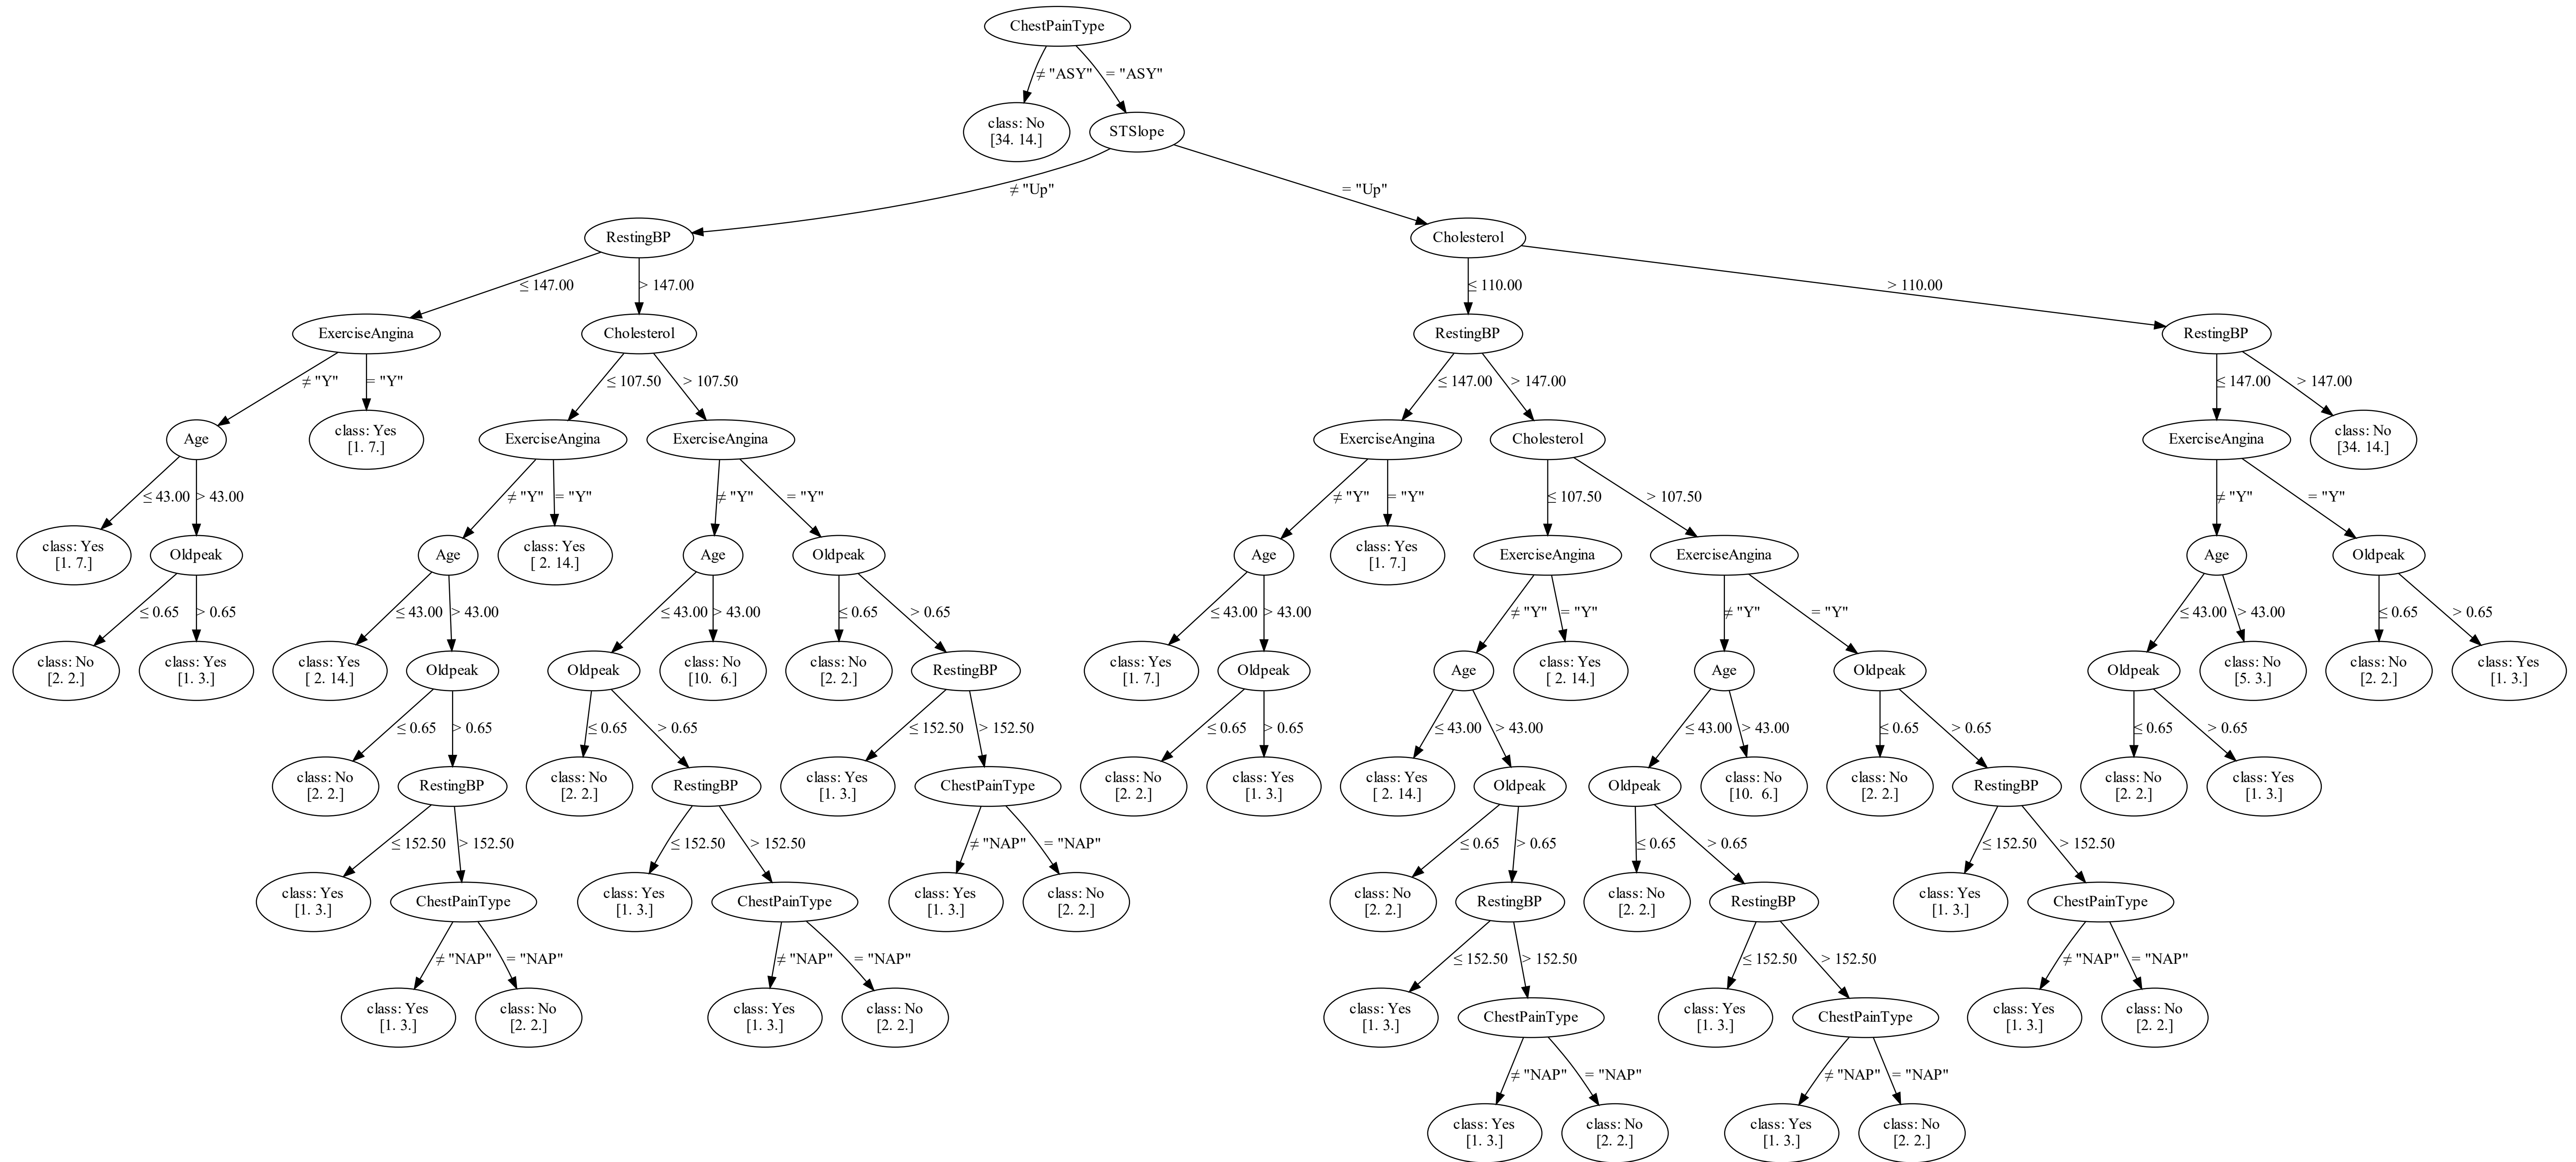 ChestPainType
≠ "ASY"
= "ASY"
class: No
[34. 14.]
STSlope
≠ "Up"
= "Up"
RestingBP
Cholesterol
≤ 147.00
> 147.00
≤ 110.00
> 110.00
ExerciseAngina
Cholesterol
RestingBP
RestingBP
≠ "Y"
= "Y"
≤ 107.50
> 107.50
≤ 147.00
> 147.00
≤ 147.00
> 147.00
Age
class: Yes
[1. 7.]
ExerciseAngina
ExerciseAngina
ExerciseAngina
Cholesterol
ExerciseAngina
class: No
[34. 14.]
≤ 43.00
> 43.00
≠ "Y"
= "Y"
≠ "Y"
= "Y"
≠ "Y"
= "Y"
≤ 107.50
> 107.50
≠ "Y"
= "Y"
class: Yes
[1. 7.]
Oldpeak
Age
class: Yes
[ 2. 14.]
Age
Oldpeak
Age
class: Yes
[1. 7.]
ExerciseAngina
ExerciseAngina
Age
Oldpeak
≤ 0.65
> 0.65
≤ 43.00
> 43.00
≤ 43.00
> 43.00
≤ 0.65
> 0.65
≤ 43.00
> 43.00
≠ "Y"
= "Y"
≠ "Y"
= "Y"
≤ 43.00
> 43.00
≤ 0.65
> 0.65
class: No
[2. 2.]
class: Yes
[1. 3.]
class: Yes
[ 2. 14.]
Oldpeak
Oldpeak
class: No
[10.  6.]
class: No
[2. 2.]
RestingBP
class: Yes
[1. 7.]
Oldpeak
Age
class: Yes
[ 2. 14.]
Age
Oldpeak
Oldpeak
class: No
[5. 3.]
class: No
[2. 2.]
class: Yes
[1. 3.]
≤ 0.65
> 0.65
≤ 0.65
> 0.65
≤ 152.50
> 152.50
≤ 0.65
> 0.65
≤ 43.00
> 43.00
≤ 43.00
> 43.00
≤ 0.65
> 0.65
≤ 0.65
> 0.65
class: No
[2. 2.]
RestingBP
class: No
[2. 2.]
RestingBP
class: Yes
[1. 3.]
ChestPainType
class: No
[2. 2.]
class: Yes
[1. 3.]
class: Yes
[ 2. 14.]
Oldpeak
Oldpeak
class: No
[10.  6.]
class: No
[2. 2.]
RestingBP
class: No
[2. 2.]
class: Yes
[1. 3.]
≤ 152.50
> 152.50
≤ 152.50
> 152.50
≠ "NAP"
= "NAP"
≤ 0.65
> 0.65
≤ 0.65
> 0.65
≤ 152.50
> 152.50
class: Yes
[1. 3.]
ChestPainType
class: Yes
[1. 3.]
ChestPainType
class: Yes
[1. 3.]
class: No
[2. 2.]
class: No
[2. 2.]
RestingBP
class: No
[2. 2.]
RestingBP
class: Yes
[1. 3.]
ChestPainType
≠ "NAP"
= "NAP"
≠ "NAP"
= "NAP"
≤ 152.50
> 152.50
≤ 152.50
> 152.50
≠ "NAP"
= "NAP"
class: Yes
[1. 3.]
class: No
[2. 2.]
class: Yes
[1. 3.]
class: No
[2. 2.]
class: Yes
[1. 3.]
ChestPainType
class: Yes
[1. 3.]
ChestPainType
class: Yes
[1. 3.]
class: No
[2. 2.]
≠ "NAP"
= "NAP"
≠ "NAP"
= "NAP"
class: Yes
[1. 3.]
class: No
[2. 2.]
class: Yes
[1. 3.]
class: No
[2. 2.]